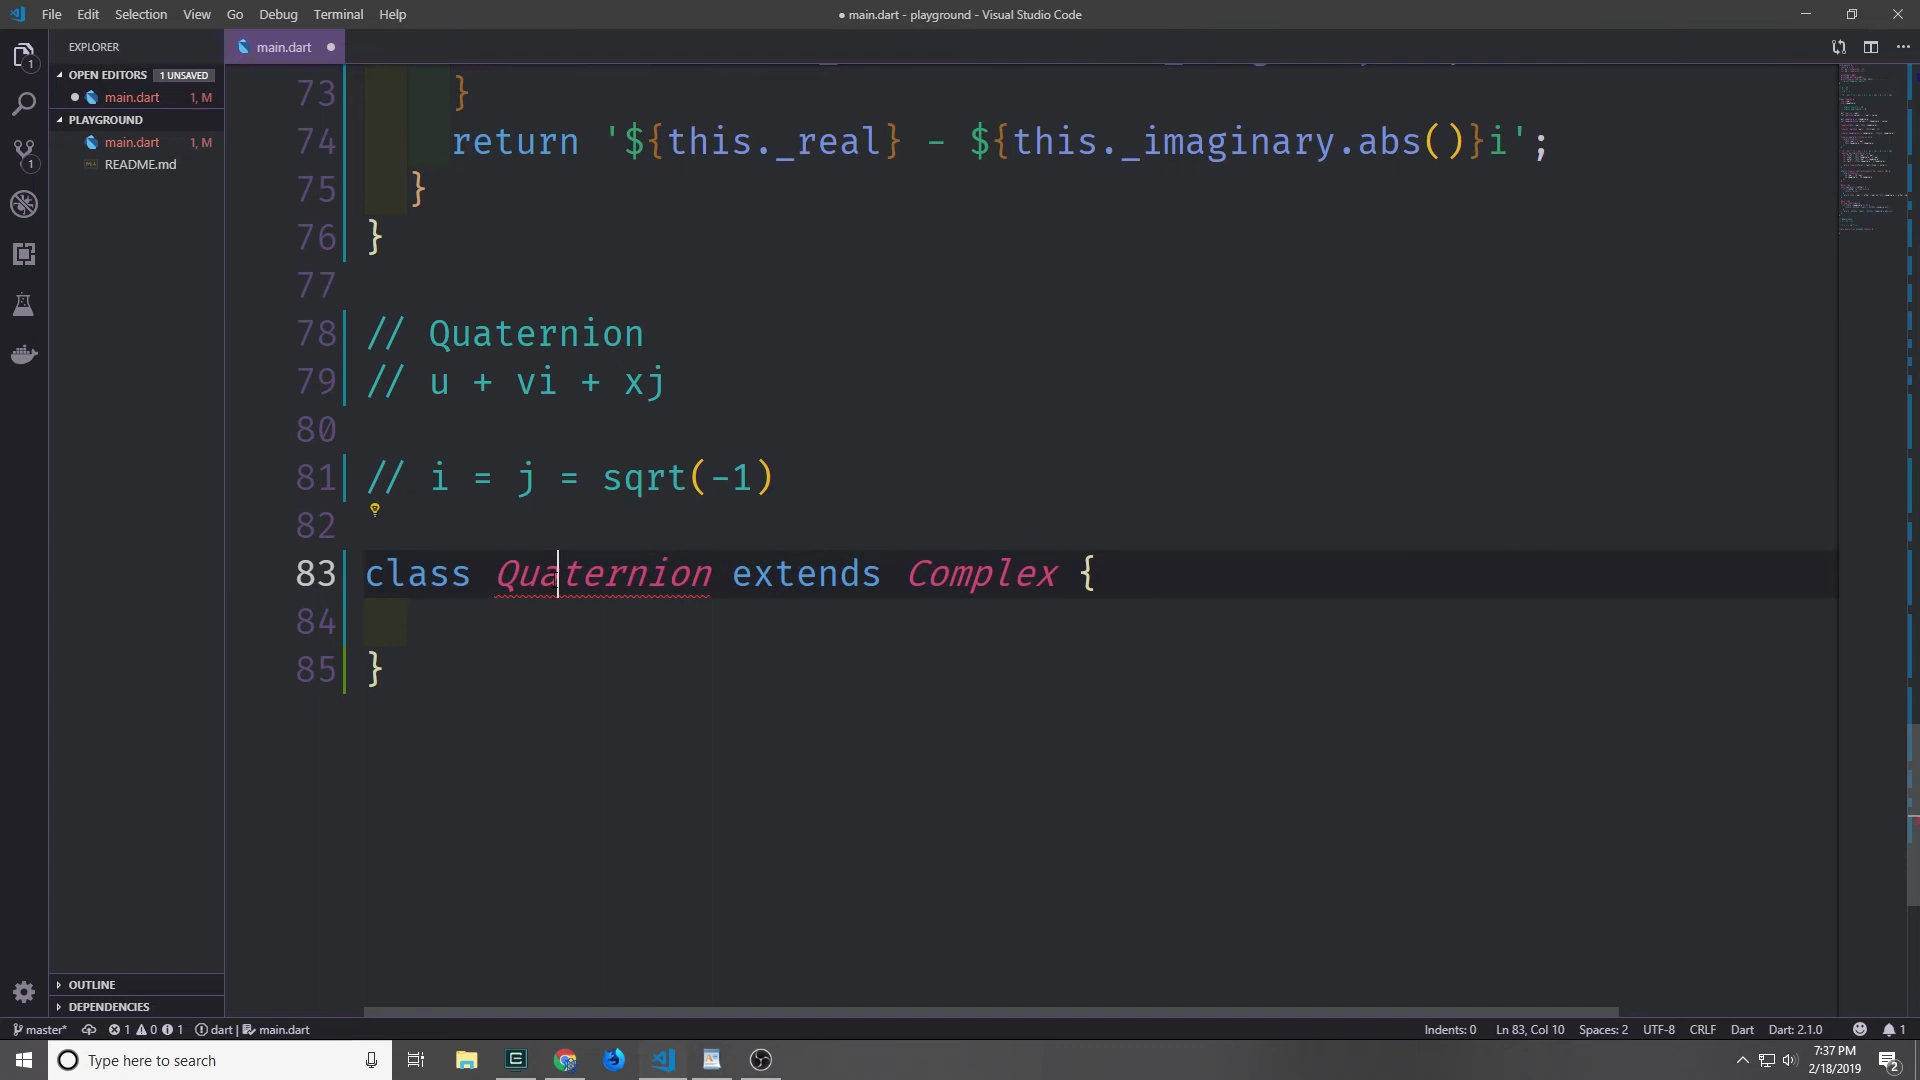 File Edit Selection View Go Debug Terminal Help
● main.dart - playground - Visual Studio Code
EXPLORER
main.dart
OPEN EDITORS 1 UNSAVED
main.dart 1, M
PLAYGROUND
main.dart 1, M
README.md
73 }
74 return '${this._real} - ${this._imaginary.abs()}i';
75 }
76 }
77
78 // Quaternion
79 // u + vi + xj
80
81 // i = j = sqrt(-1)
82
83 class Quaternion extends Complex {
84
85 }
OUTLINE
DEPENDENCIES
master* 1 0 1 dart | main.dart
Indents: 0 Ln 83, Col 10 Spaces: 2 UTF-8 CRLF Dart Dart: 2.1.0 1
Type here to search
7:37 PM
2/18/2019
2